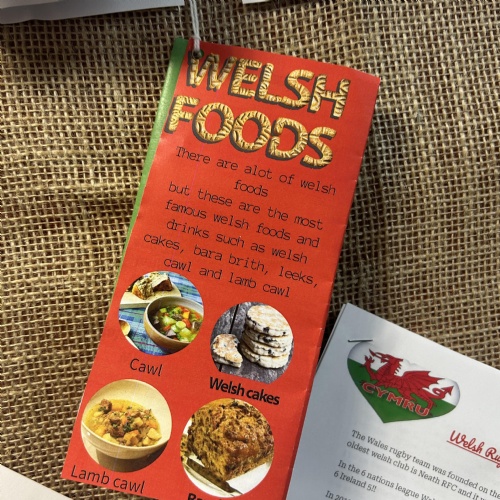 WELSH
FOODS
There are alot of welsh
foods
but these are the most
famous welsh foods and
drinks such as welsh
cakes, bara brith, leeks,
cawl and lamb cawl
Cawl
Welsh cakes
Lamb cawl
CYMRU
Welsh
The Wales rugby team was founded on the
oldest welsh club is Neath RFC and it
In the 6 nations league
6 Ireland